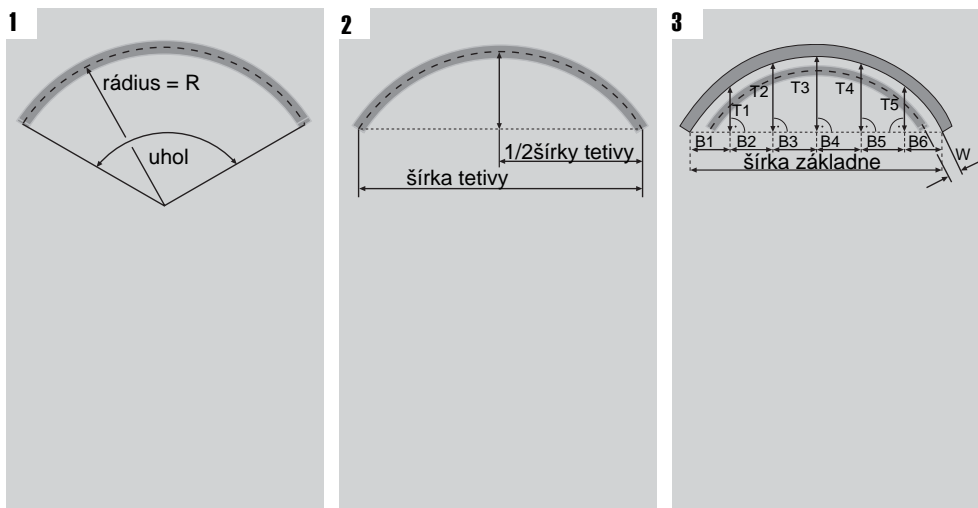 1
rádius = R
uhol
2
1/2šírky tetivy
šírka tetivy
3
T1
T2
T3
T4
T5
B1
B2
B3
B4
B5
B6
W
šírka základne